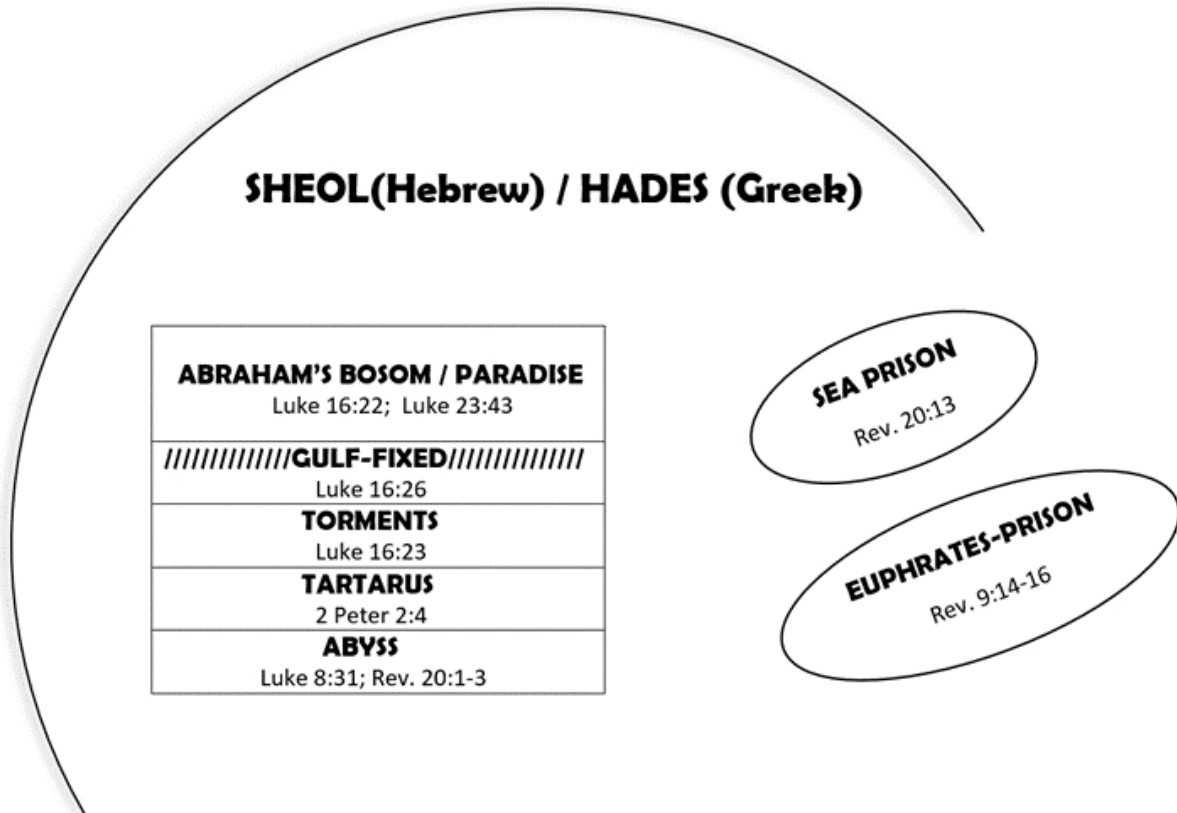 SHEOL(Hebrew) / HADES (Greek)
ABRAHAM'S BOSOM / PARADISE
Luke 16:22;  Luke 23:43
//////////////GULF-FIXED///////////////
Luke 16:26
TORMENTS
Luke 16:23
TARTARUS
2 Peter 2:4
ABYSS
Luke 8:31; Rev. 20:1-3
SEA PRISON
Rev. 20:13
EUPHRATES-PRISON
Rev. 9:14-16